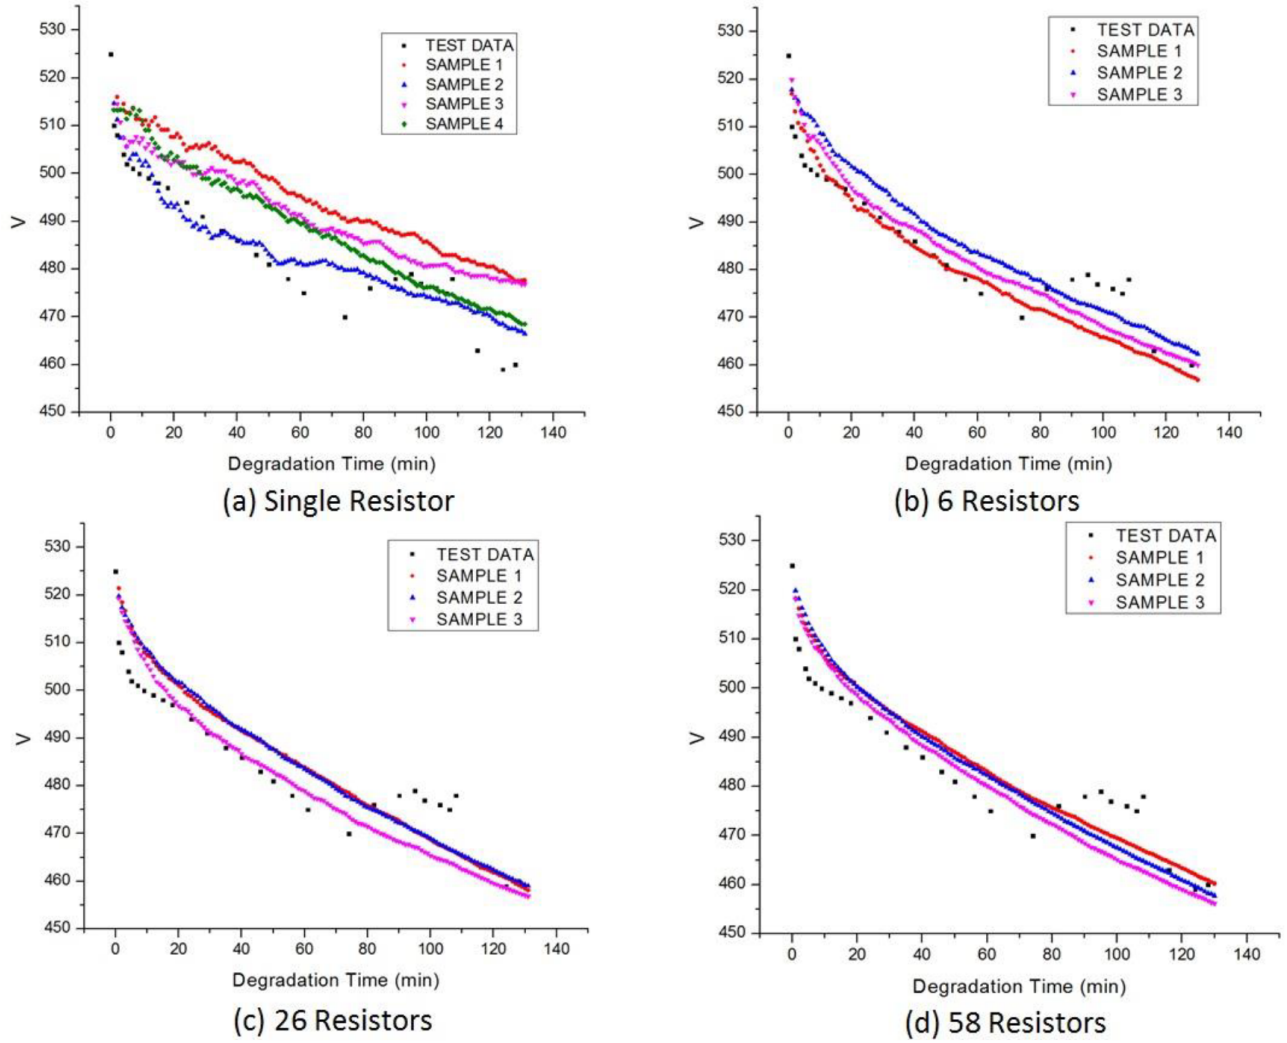 530
520
510
500
490
480
470
460
450
V
TEST DATA
SAMPLE 1
SAMPLE 2
SAMPLE 3
SAMPLE 4
0 20 40 60 80 100 120 140
Degradation Time (min)
(a) Single Resistor
530
520
510
500
490
480
470
460
450
V
TEST DATA
SAMPLE 1
SAMPLE 2
SAMPLE 3
0 20 40 60 80 100 120 140
Degradation Time (min)
(b) 6 Resistors
530
520
510
500
490
480
470
460
450
V
TEST DATA
SAMPLE 1
SAMPLE 2
SAMPLE 3
0 20 40 60 80 100 120 140
Degradation Time (min)
(c) 26 Resistors
530
520
510
500
490
480
470
460
450
V
TEST DATA
SAMPLE 1
SAMPLE 2
SAMPLE 3
0 20 40 60 80 100 120 140
Degradation Time (min)
(d) 58 Resistors